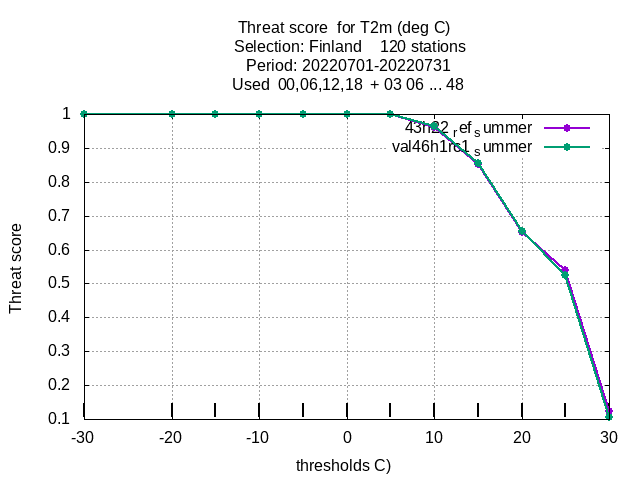 Threat score for T2m (deg C)
Selection: Finland 120 stations
Period: 20220701-20220731
Used 00,06,12,18 + 03 06 ... 48
43h22_ref_summer
val46h1rc1_summer
1
0.9
0.8
0.7
0.6
0.5
0.4
0.3
0.2
0.1
Threat score
-30
-20
-10
0
10
20
30
thresholds C)